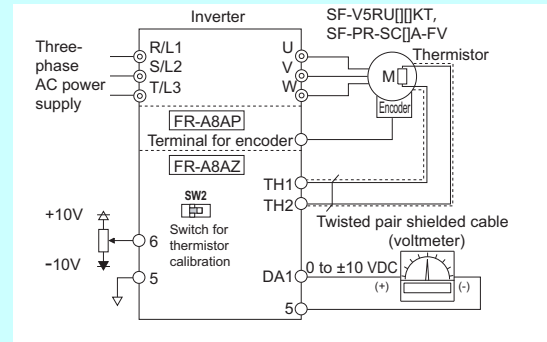 Inverter
SF-V5RU[][]KT,
SF-PR-SC[]A-FV
Three-
phase
AC power
supply
R/L1
S/L2
T/L3
U
V
W
Thermistor
M
Encoder
FR-A8AP
Terminal for encoder
FR-A8AZ
TH1
TH2
SW2
Switch for
thermistor
calibration
Twisted pair shielded cable
(voltmeter)
+10V
-10V
6
5
DA1
0 to ±10 VDC
(+)
(-)
5